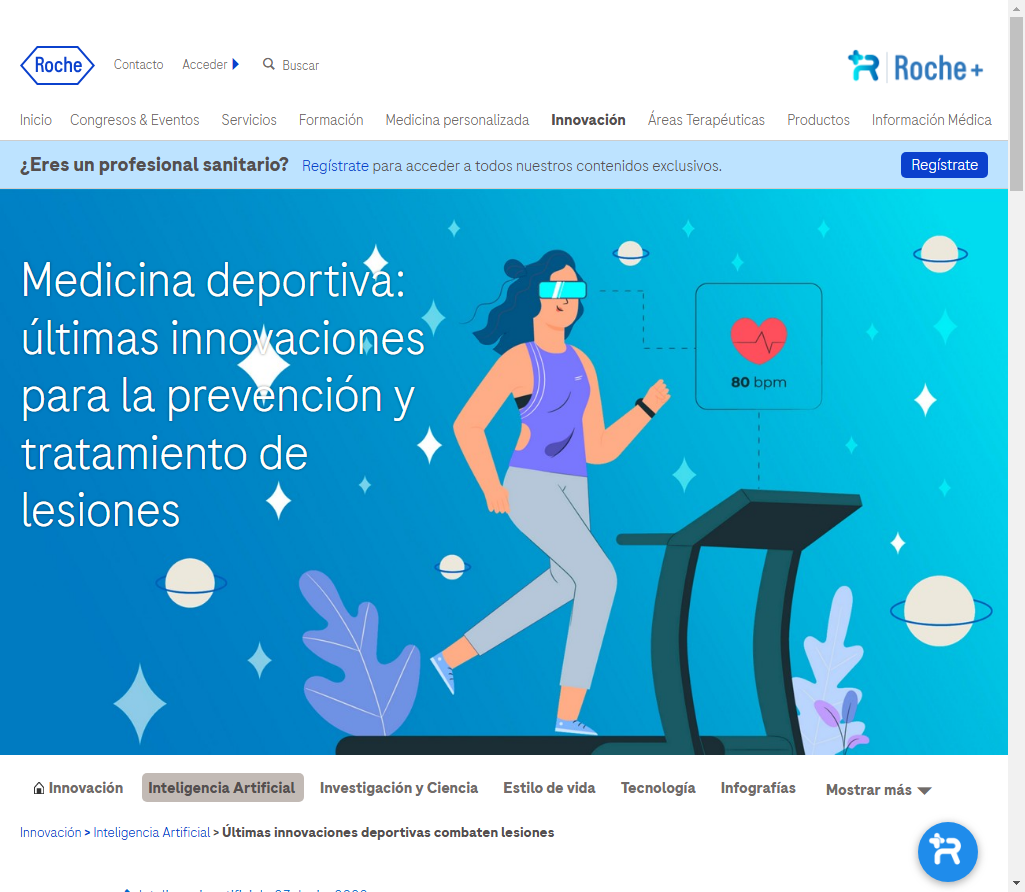 Roche
Contacto
Acceder
Buscar
Roche+
Inicio
Congresos & Eventos
Servicios
Formación
Medicina personalizada
Innovación
Áreas Terapéuticas
Productos
Información Médica
¿Eres un profesional sanitario? Regístrate para acceder a todos nuestros contenidos exclusivos.
Regístrate
Medicina deportiva:
últimas innovaciones
para la prevención y
tratamiento de
lesiones
80 bpm
Innovación
Inteligencia Artificial
Investigación y Ciencia
Estilo de vida
Tecnología
Infografías
Mostrar más
Innovación > Inteligencia Artificial > Últimas innovaciones deportivas combaten lesiones